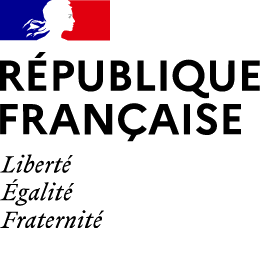 RÉPUBLIQUE
FRANÇAISE
Liberté
Égalité
Fraternité